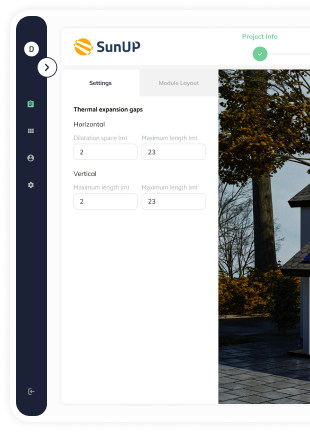 D
SunUP
Project Info
Settings
Module Layout
Thermal expansion gaps
Horizontal
Dilatation space (m)
Maximum length (m)
2
23
Vertical
Maximum length (m)
Maximum length (m)
2
23